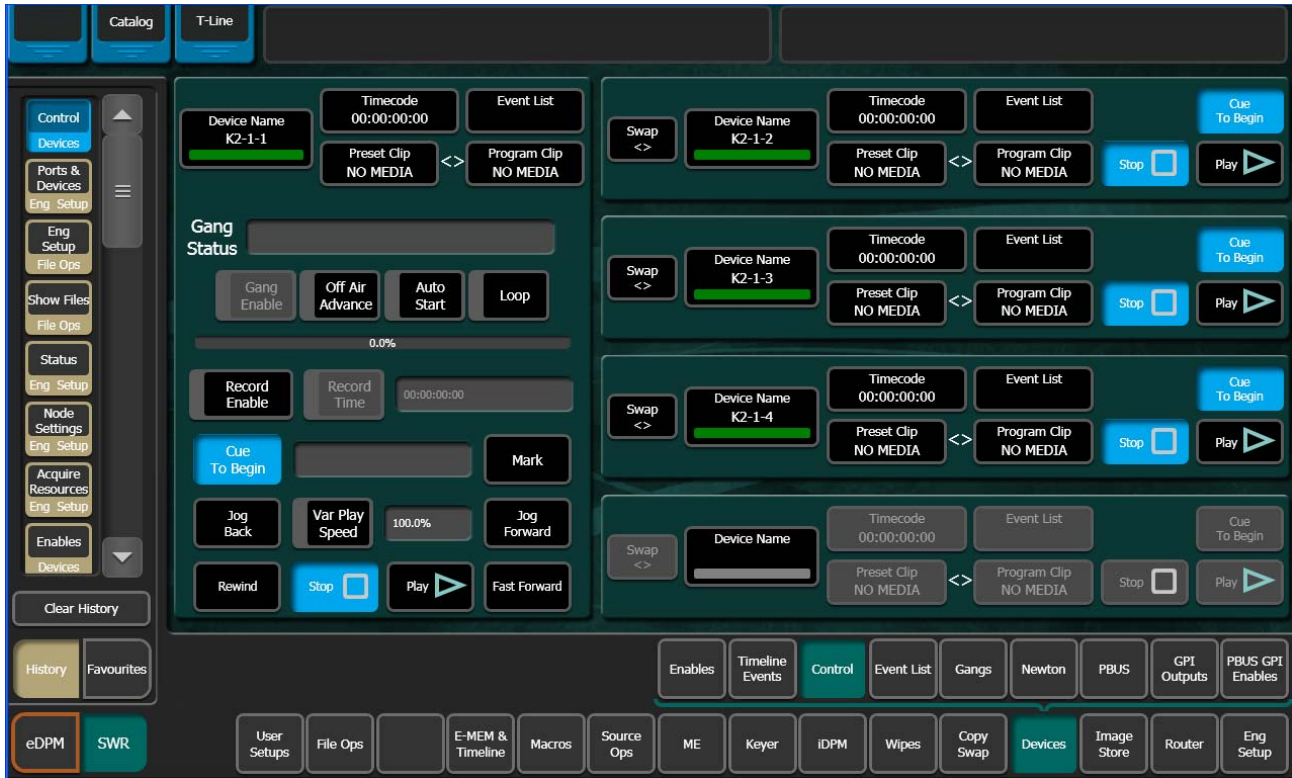 Catalog
T-Line
Control
Devices
Ports &
Devices
Eng Setup
Eng
Setup
File Ops
Show Files
File Ops
Status
Eng Setup
Node
Settings
Eng Setup
Acquire
Resources
Eng Setup
Enables
Devices
Clear History
History
Favourites
eDPM
SWR
Device Name
K2-1-1
Timecode
00:00:00:00
Event List
Preset Clip
NO MEDIA
<>
Program Clip
NO MEDIA
Gang
Status
Gang
Enable
Off Air
Advance
Auto
Start
Loop
0.0%
Record
Enable
Record
Time
00:00:00:00
Cue
To Begin
Mark
Jog
Back
Var Play
Speed
100.0%
Jog
Forward
Rewind
Stop
Play
Fast Forward
Swap
<>
Device Name
K2-1-2
Timecode
00:00:00:00
Event List
Cue
To Begin
Preset Clip
NO MEDIA
<>
Program Clip
NO MEDIA
Stop
Play
Swap
<>
Device Name
K2-1-3
Timecode
00:00:00:00
Event List
Cue
To Begin
Preset Clip
NO MEDIA
<>
Program Clip
NO MEDIA
Stop
Play
Swap
<>
Device Name
K2-1-4
Timecode
00:00:00:00
Event List
Cue
To Begin
Preset Clip
NO MEDIA
<>
Program Clip
NO MEDIA
Stop
Play
Swap
<>
Device Name
Timecode
00:00:00:00
Event List
Cue
To Begin
Preset Clip
NO MEDIA
<>
Program Clip
NO MEDIA
Stop
Play
Enables
Timeline
Events
Control
Event List
Gangs
Newton
PBUS
GPI
Outputs
PBUS GPI
Enables
User
Setups
File Ops
E-MEM &
Timeline
Macros
Source
Ops
ME
Keyer
iDPM
Wipes
Copy
Swap
Devices
Image
Store
Router
Eng
Setup